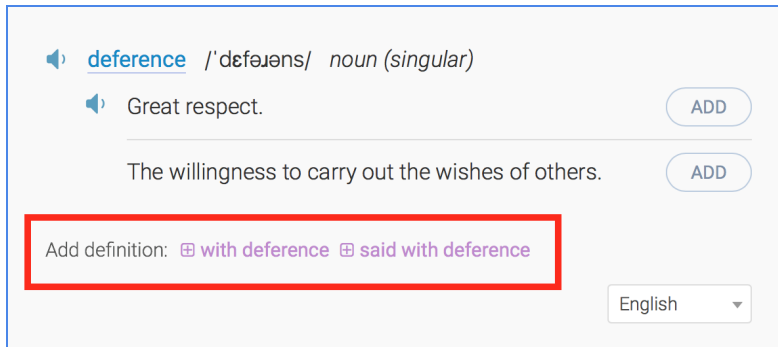 deference /ˈdɛfəɹəns/ noun (singular)
Great respect. ADD
The willingness to carry out the wishes of others. ADD
Add definition: with deference said with deference
English